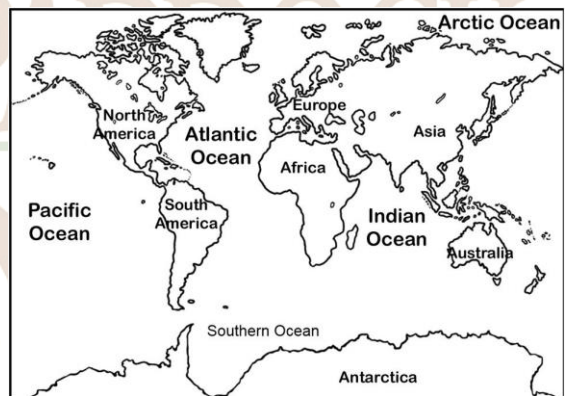 Arctic Ocean
North
America
Europe
Asia
Atlantic
Ocean
Africa
Pacific
Ocean
South
America
Indian
Ocean
Australia
Southern Ocean
Antarctica